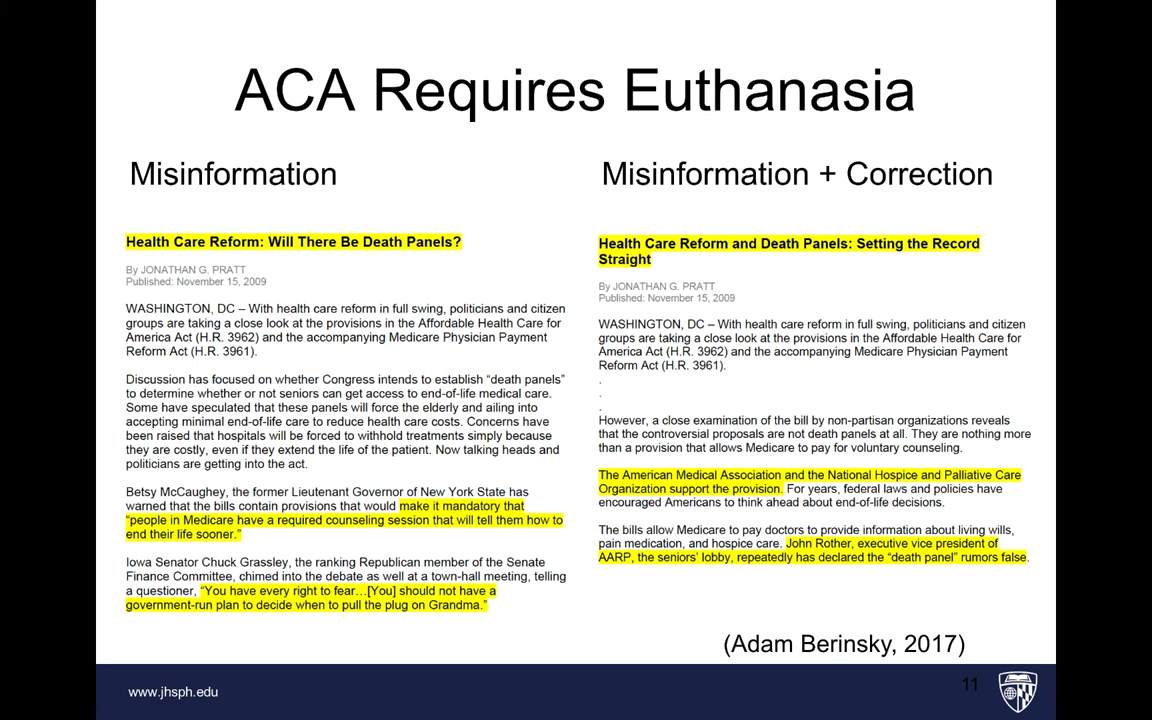 ACA Requires Euthanasia
Misinformation
Health Care Reform: Will There Be Death Panels?
By JONATHAN G. PRATT
Published: November 15, 2009
WASHINGTON, DC – With health care reform in full swing, politicians and citizen
groups are taking a close look at the provisions in the Affordable Health Care for
America Act (H.R. 3962) and the accompanying Medicare Physician Payment
Reform Act (H.R. 3961).
Discussion has focused on whether Congress intends to establish “death panels”
to determine whether or not seniors can get access to end-of-life medical care.
Some have speculated that these panels will force the elderly and ailing into
accepting minimal end-of-life care to reduce health care costs. Concerns have
been raised that hospitals will be forced to withhold treatments simply because
they are costly, even if they extend the life of the patient. Now talking heads and
politicians are getting into the act.
Betsy McCaughey, the former Lieutenant Governor of New York State has
warned that the bills contain provisions that would make it mandatory that
“people in Medicare have a required counseling session that will tell them how to
end their life sooner.”
Iowa Senator Chuck Grassley, the ranking Republican member of the Senate
Finance Committee, chimed into the debate as well at a town-hall meeting, telling
a questioner, “You have every right to fear…[You] should not have a
government-run plan to decide when to pull the plug on Grandma.”
Misinformation + Correction
Health Care Reform and Death Panels: Setting the Record
Straight
By JONATHAN G. PRATT
Published: November 15, 2009
WASHINGTON, DC – With health care reform in full swing, politicians and citizen
groups are taking a close look at the provisions in the Affordable Health Care for
America Act (H.R. 3962) and the accompanying Medicare Physician Payment
Reform Act (H.R. 3961).
.
.
.
However, a close examination of the bill by non-partisan organizations reveals
that the controversial proposals are not death panels at all. They are nothing more
than a provision that allows Medicare to pay for voluntary counseling.
The American Medical Association and the National Hospice and Palliative Care
Organization support the provision. For years, federal laws and policies have
encouraged Americans to think ahead about end-of-life decisions.
The bills allow Medicare to pay doctors to provide information about living wills,
pain medication, and hospice care. John Rother, executive vice president of
AARP, the seniors’ lobby, repeatedly has declared the “death panel” rumors false.
(Adam Berinsky, 2017)
www.jhsph.edu
11